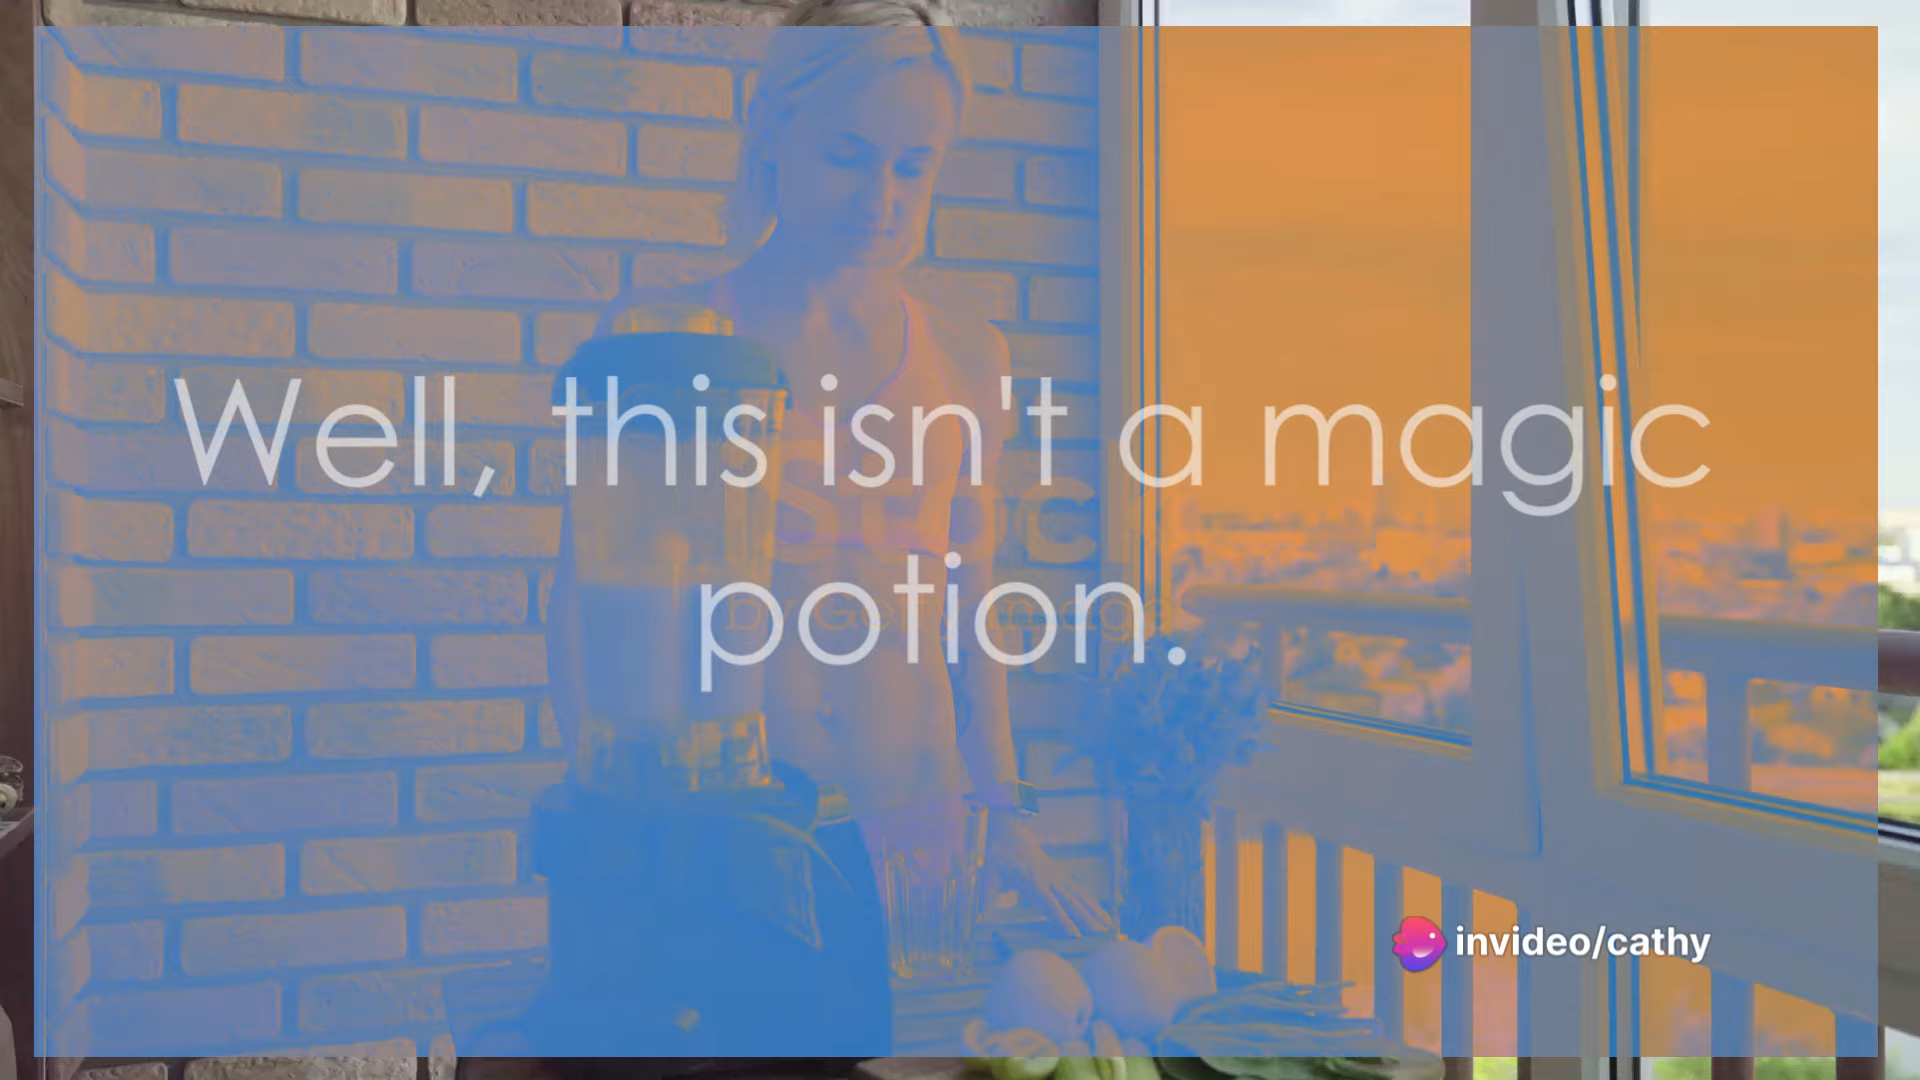 Well, this isn't a magic
potion.
invideo/cathy